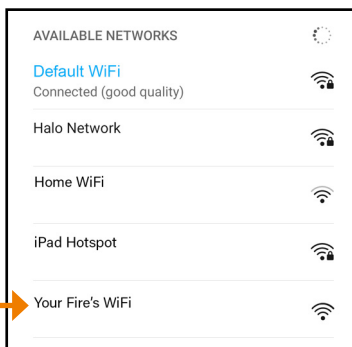 AVAILABLE NETWORKS
Default WiFi
Connected (good quality)
Halo Network
Home WiFi
iPad Hotspot
Your Fire's WiFi